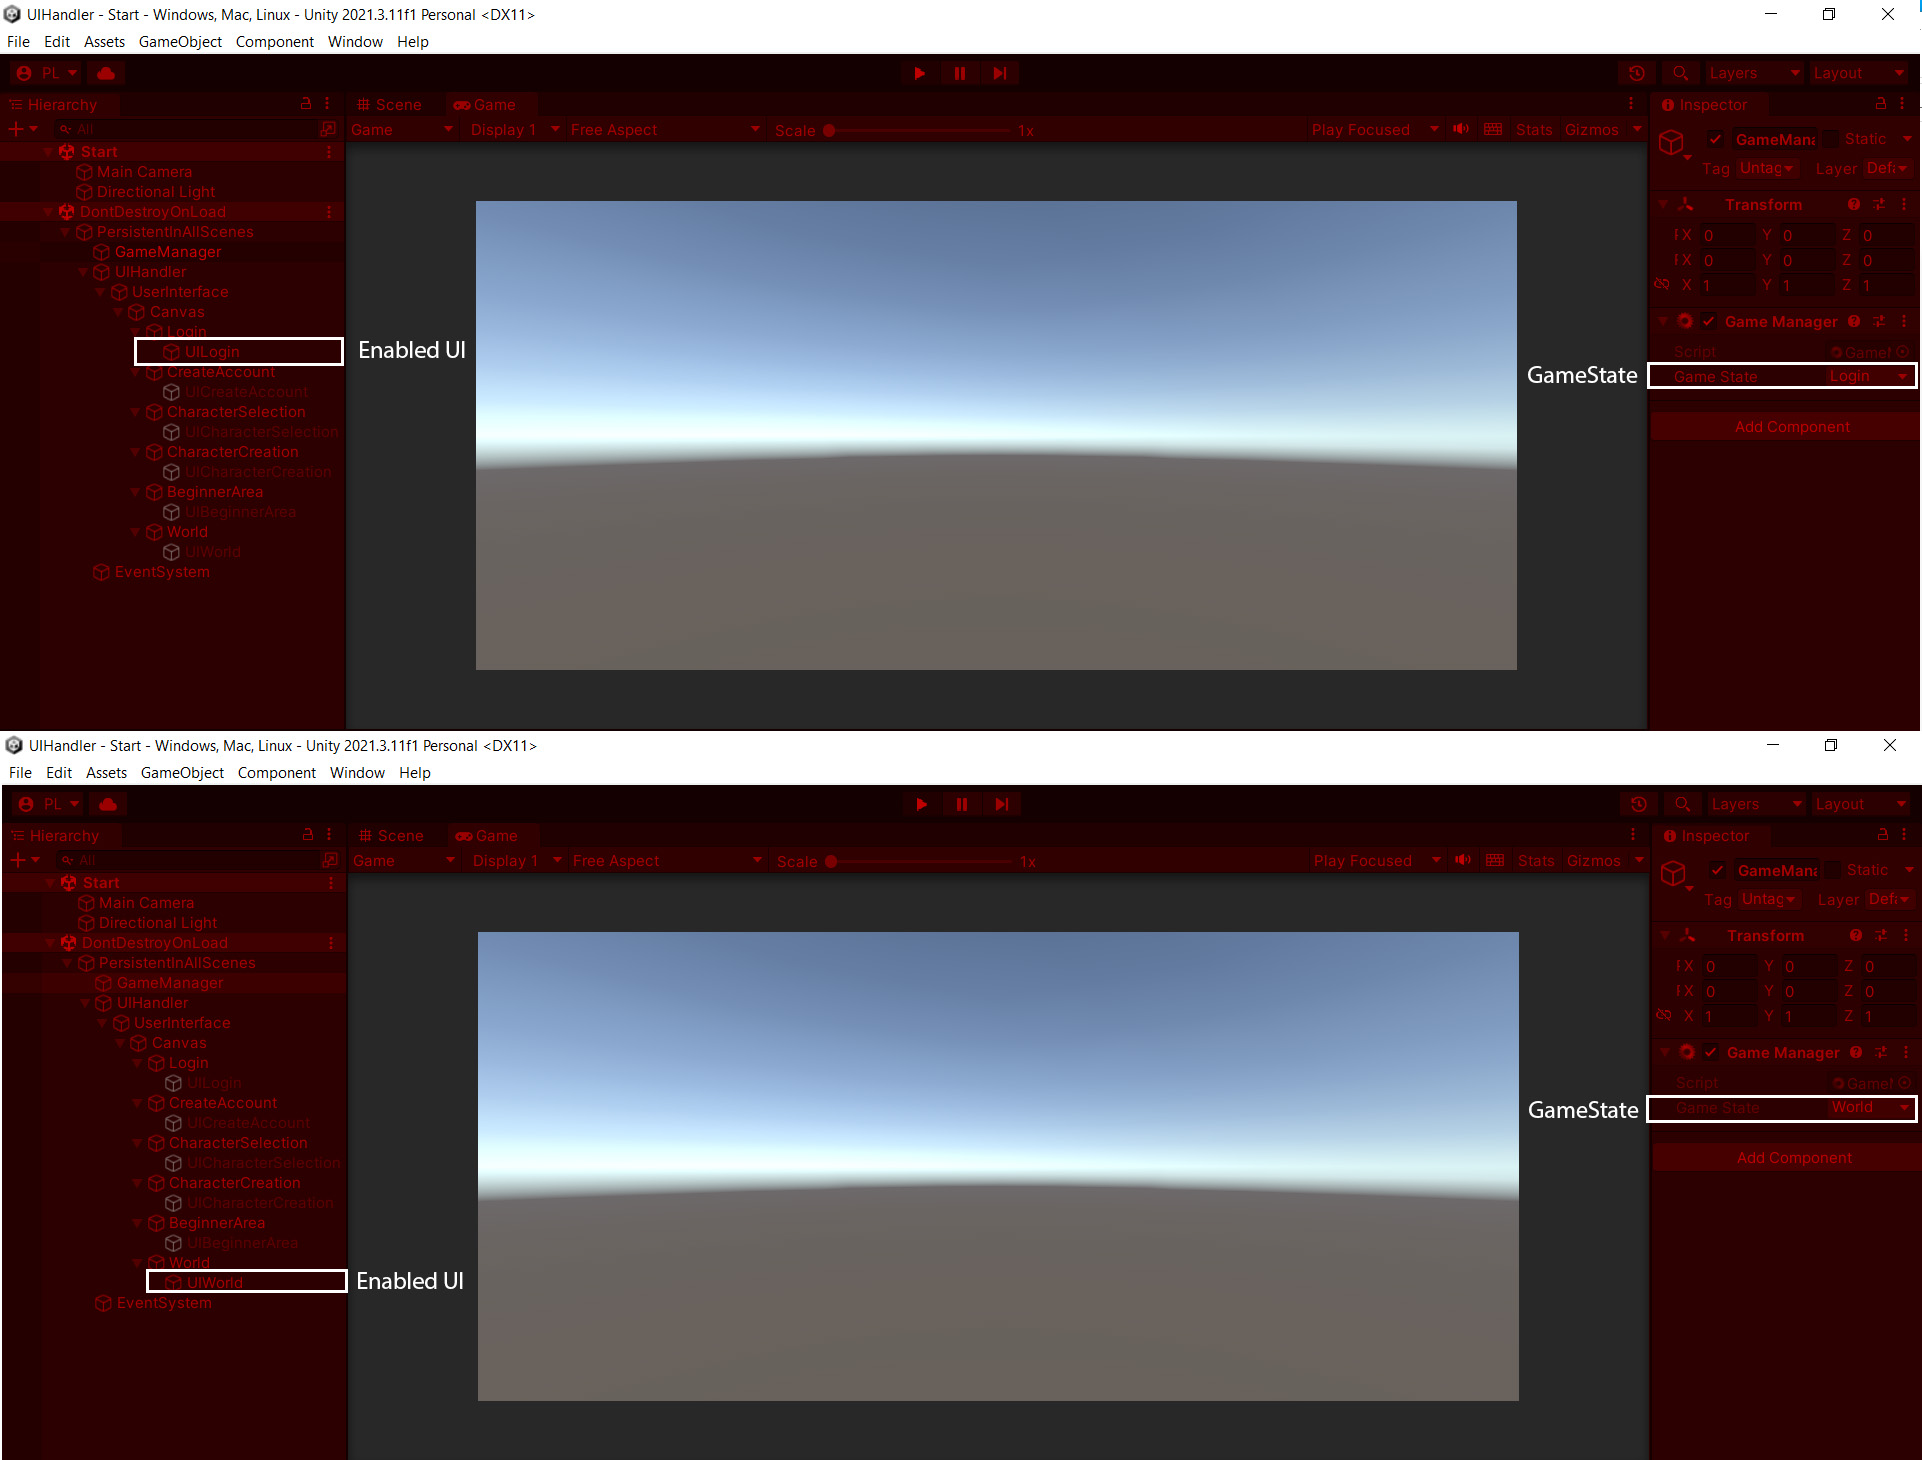 UIHandler - Start - Windows, Mac, Linux - Unity 2021.3.11f1 Personal <DX11>
File Edit Assets GameObject Component Window Help
PL Layers Layout
Hierarchy Scene Game Inspector
All Game Display 1 Free Aspect Scale 1x Play Focused Stats Gizmos
Start GameMana Static
Main Camera Tag Untag Layer Defa
Directional Light
DontDestroyOnLoad Transform
PersistentInAllScenes X 0 Y 0 Z 0
GameManager X 0 Y 0 Z 0
UIHandler X 1 Y 1 Z 1
UserInterface
Canvas Game Manager
Login
UILogin Enabled UI Script GameM
CreateAccount GameState Game State Login
UICreateAccount
CharacterSelection
UICharacterSelection Add Component
CharacterCreation
UICharacterCreation
BeginnerArea
UIBeginnerArea
World
UIWorld
EventSystem
UIHandler - Start - Windows, Mac, Linux - Unity 2021.3.11f1 Personal <DX11>
File Edit Assets GameObject Component Window Help
PL Layers Layout
Hierarchy Scene Game Inspector
All Game Display 1 Free Aspect Scale 1x Play Focused Stats Gizmos
Start GameMana Static
Main Camera Tag Untag Layer Defa
Directional Light
DontDestroyOnLoad Transform
PersistentInAllScenes X 0 Y 0 Z 0
GameManager X 0 Y 0 Z 0
UIHandler X 1 Y 1 Z 1
UserInterface
Canvas Game Manager
Login
UILogin Script GameM
CreateAccount GameState Game State World
UICreateAccount
CharacterSelection
UICharacterSelection Add Component
CharacterCreation
UICharacterCreation
BeginnerArea
UIBeginnerArea
World
UIWorld Enabled UI
EventSystem